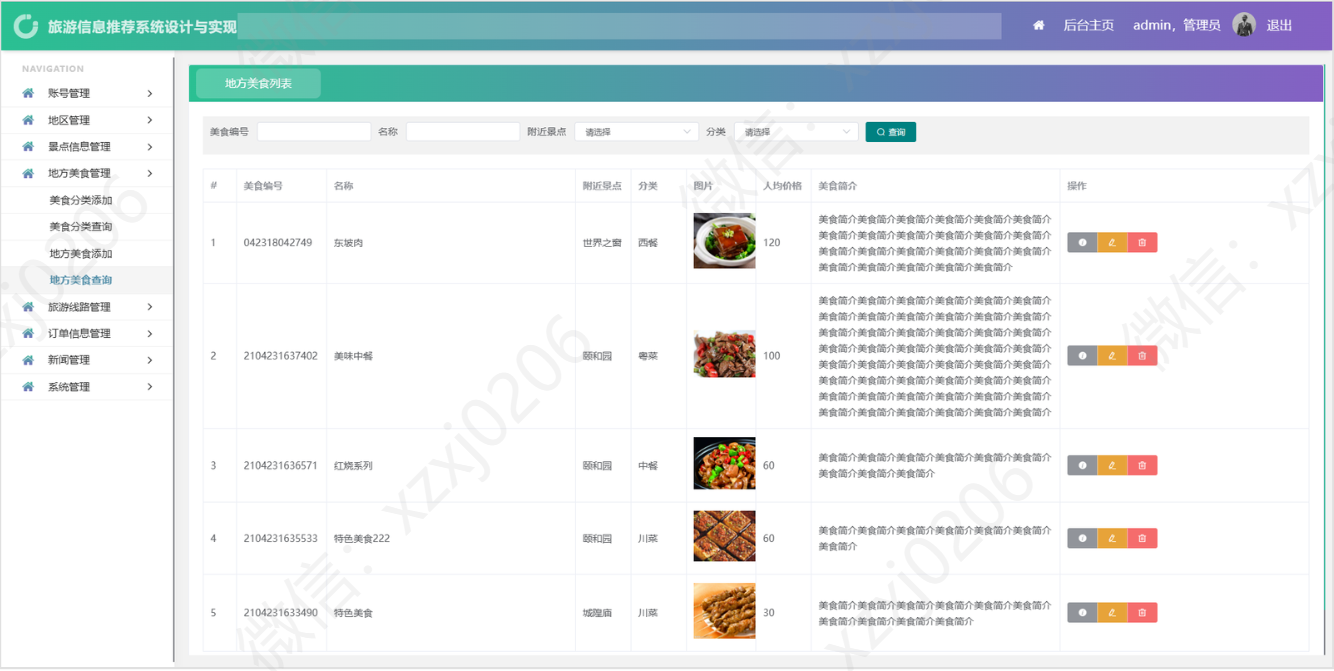 旅游信息推荐系统设计与实现
后台主页 admin，管理员 退出
NAVIGATION
账号管理
地区管理
景点信息管理
地方美食管理
美食分类添加
美食分类查询
地方美食添加
地方美食查询
旅游线路管理
订单信息管理
新闻管理
系统管理
地方美食列表
美食编号 名称 附近景点 请选择 分类 请选择 查询
# 美食编号 名称 附近景点 分类 图片 人均价格 美食简介 操作
1 042318042749 东坡肉 世界之窗 西餐 120
美食简介美食简介美食简介美食简介美食简介美食简介
美食简介美食简介美食简介美食简介美食简介美食简介
美食简介美食简介美食简介美食简介美食简介美食简介
美食简介美食简介美食简介美食简介美食简介
2 2104231637402 美味中餐 颐和园 粤菜 100
美食简介美食简介美食简介美食简介美食简介美食简介
美食简介美食简介美食简介美食简介美食简介美食简介
美食简介美食简介美食简介美食简介美食简介美食简介
美食简介美食简介美食简介美食简介美食简介美食简介
美食简介美食简介美食简介美食简介美食简介美食简介
美食简介美食简介美食简介美食简介美食简介美食简介
美食简介美食简介美食简介美食简介美食简介美食简介
美食简介美食简介美食简介美食简介美食简介美食简介
3 2104231636571 红烧系列 颐和园 中餐 60
美食简介美食简介美食简介美食简介美食简介美食简介
美食简介美食简介美食简介
4 2104231635533 特色美食222 颐和园 川菜 60
美食简介美食简介美食简介美食简介美食简介美食简介
美食简介
5 2104231633490 特色美食 城隍庙 川菜 30
美食简介美食简介美食简介美食简介美食简介美食简介
美食简介美食简介美食简介美食简介
微信：xzxj0206